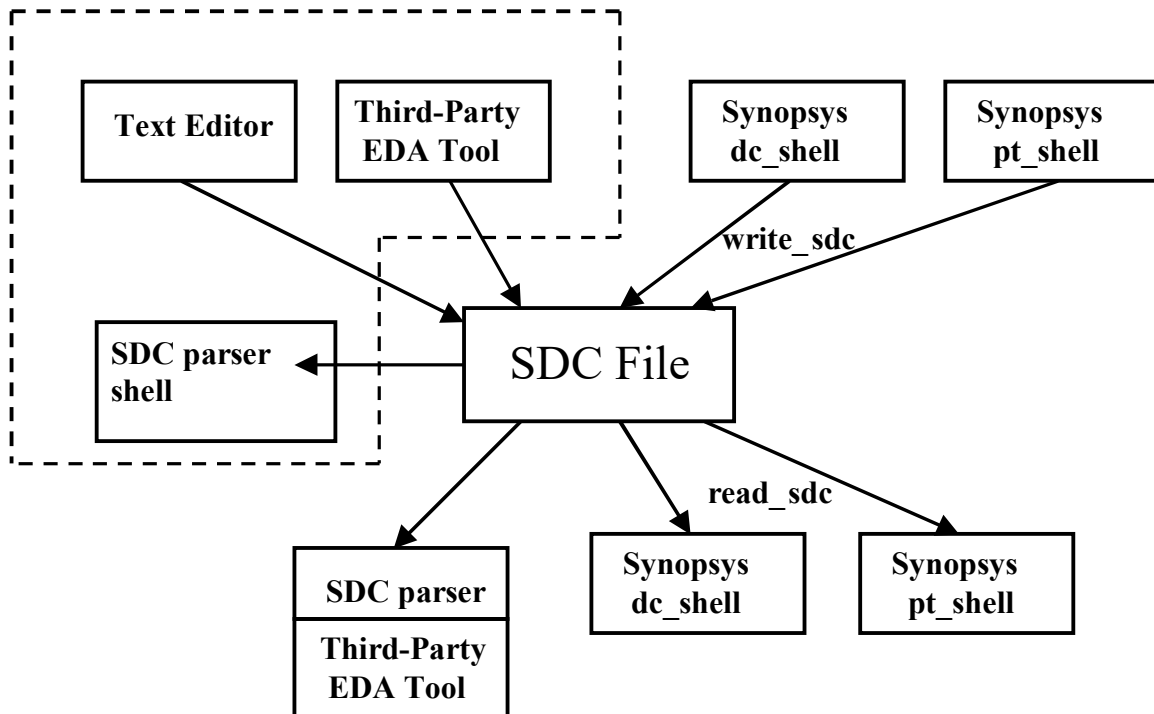 Text Editor
Third-Party
EDA Tool
Synopsys
dc_shell
Synopsys
pt_shell
write_sdc
SDC parser
shell
SDC File
read_sdc
SDC parser
Third-Party
EDA Tool
Synopsys
dc_shell
Synopsys
pt_shell